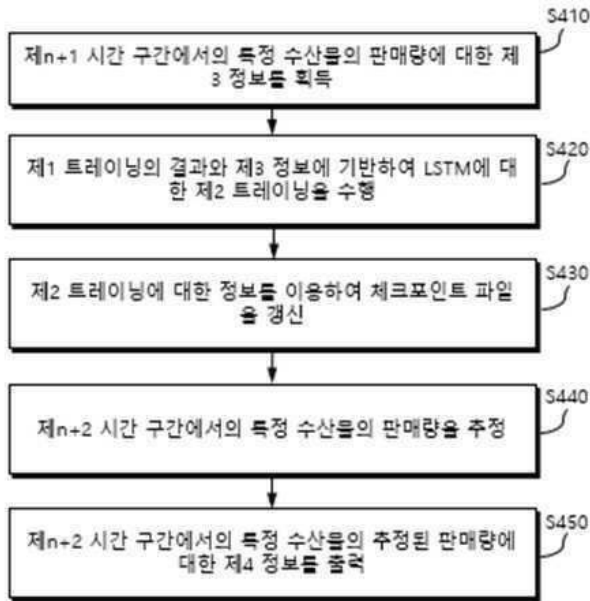 S410
제n+1 시간 구간에서의 특정 수산물의 판매량에 대한 제
3 정보를 획득
S420
제1 트레이닝의 결과와 제3 정보에 기반하여 LSTM에 대
한 제2 트레이닝을 수행
S430
제2 트레이닝에 대한 정보를 이용하여 체크포인트 파일
을 갱신
S440
제n+2 시간 구간에서의 특정 수산물의 판매량을 추정
S450
제n+2 시간 구간에서의 특정 수산물의 추정된 판매량에
대한 제4 정보를 출력